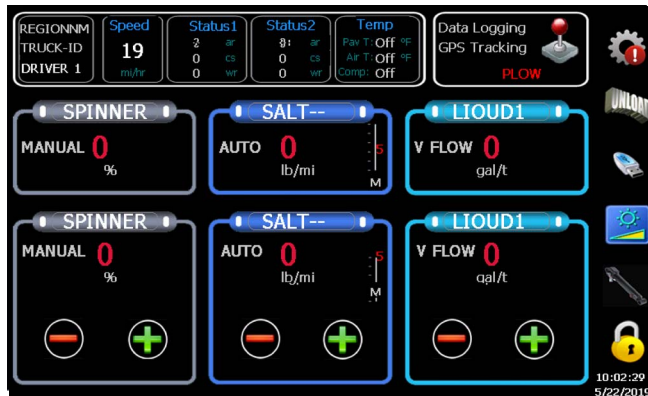 REGIONNM
TRUCK-ID
DRIVER 1
Speed
19
mi/hr
Status1
ar
0 cs
0 wr
Status2
ar
0 cs
0 wr
Temp
Pav T: Off °F
Air T: Off °F
Comp: Off
Data Logging
GPS Tracking
PLOW
UNLOA
SPINNER
MANUAL 0
%
SALT--
AUTO 0
lb/mi
S
M
LIOUD1
V FLOW 0
gal/t
SPINNER
MANUAL 0
%
SALT--
AUTO 0
lb/mi
S
M
LIOUD1
V FLOW 0
gal/t
10:02:29
5/22/2019